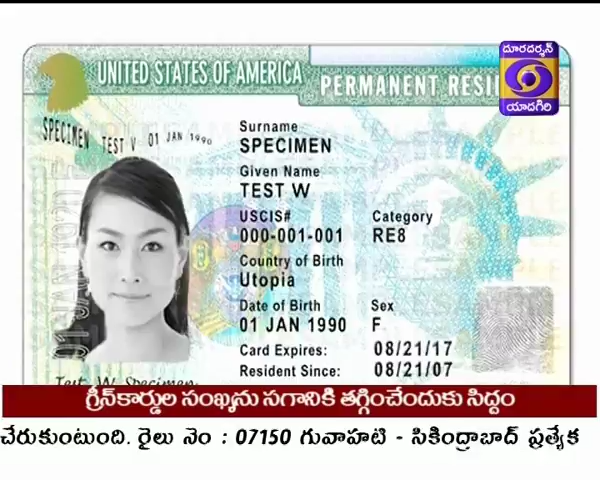 UNITED STATES OF AMERICA
PERMANENT RESI
దూరదర్శన్
యాదగిరి
SPECIMEN TEST V 01 JAN 1990
Surname
SPECIMEN
Given Name
TEST W
USCIS# Category
000-001-001 RE8
Country of Birth
Utopia
Date of Birth Sex
01 JAN 1990 F
Card Expires: 08/21/17
Resident Since: 08/21/07
Test W Specimen
గ్రీన్‌కార్డుల సంఖ్యను సగానికి తగ్గించేందుకు సిద్ధం
చేరుకుంటుంది. రైలు నెం : 07150 గువాహటి - సికింద్రాబాద్ ప్రత్యేక